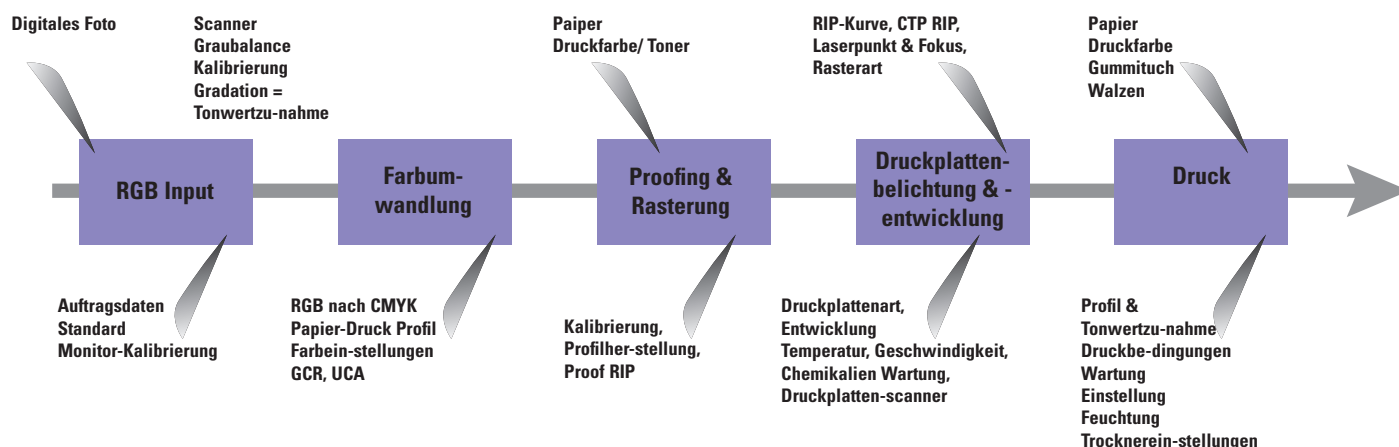 Digitales Foto
Scanner
Graubalance
Kalibrierung
Gradation =
Tonwertzu-nahme
Paiper
Druckfarbe/ Toner
RIP-Kurve, CTP RIP,
Laserpunkt & Fokus,
Rasterart
Papier
Druckfarbe
Gummituch
Walzen
RGB Input
Farbum-
wandlung
Proofing &
Rasterung
Druckplatten-
belichtung & -
entwicklung
Druck
Auftragsdaten
Standard
Monitor-Kalibrierung
RGB nach CMYK
Papier-Druck Profil
Farbein-stellungen
GCR, UCA
Kalibrierung,
Profilher-stellung,
Proof RIP
Druckplattenart,
Entwicklung
Temperatur, Geschwindigkeit,
Chemikalien Wartung,
Druckplatten-scanner
Profil &
Tonwertzu-nahme
Druckbe-dingungen
Wartung
Einstellung
Feuchtung
Trocknerein-stellungen